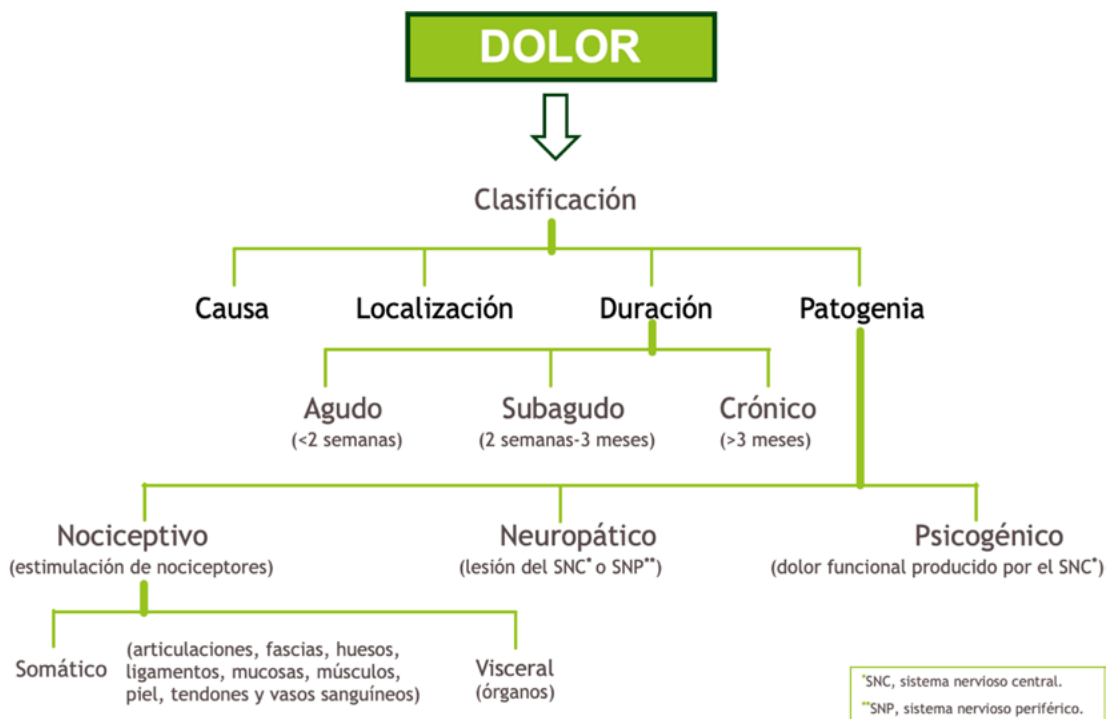 DOLOR
Clasificación
Causa
Localización
Duración
Patogenia
Agudo
(<2 semanas)
Subagudo
(2 semanas-3 meses)
Crónico
(>3 meses)
Nociceptivo
(estimulación de nociceptores)
Neuropático
(lesión del SNC* o SNP**)
Psicogénico
(dolor funcional producido por el SNC*)
Somático
(articulaciones, fascias, huesos,
ligamentos, mucosas, músculos,
piel, tendones y vasos sanguíneos)
Visceral
(órganos)
*SNC, sistema nervioso central.
**SNP, sistema nervioso periférico.